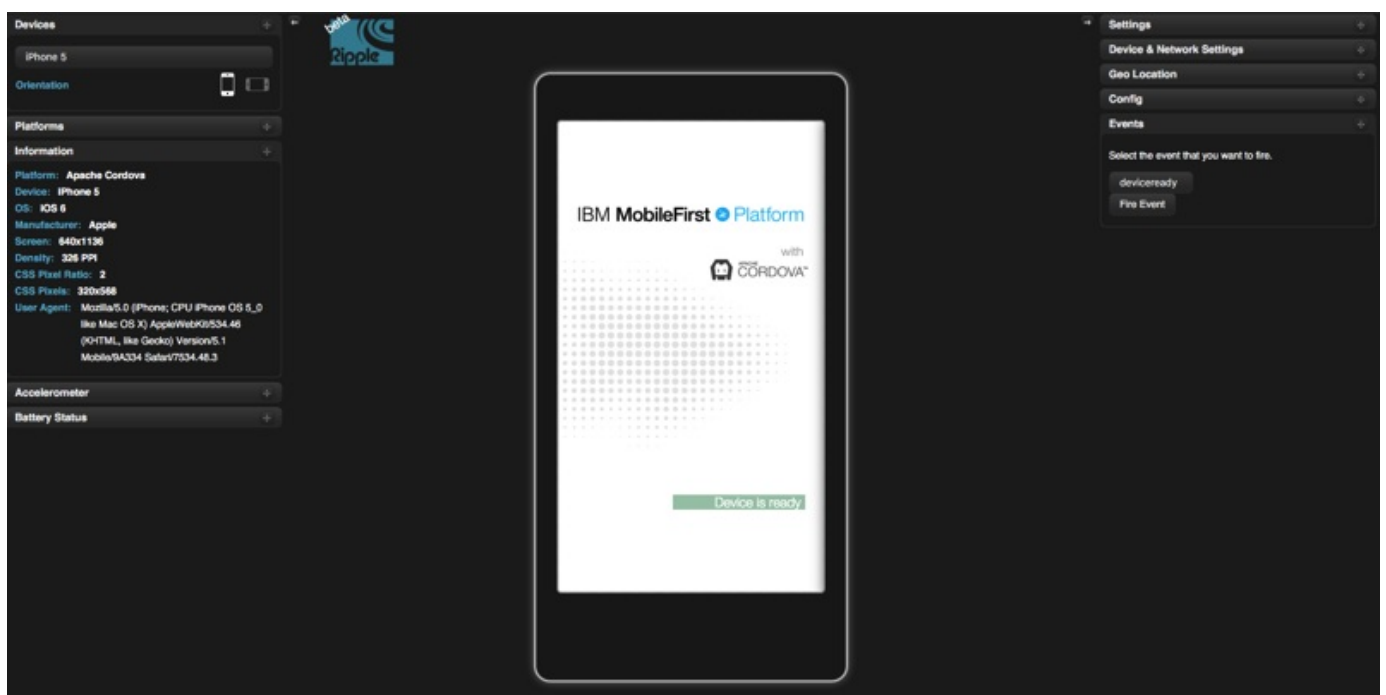 Devices
iPhone 5
Orientation
Platforms
Information
Platform: Apache Cordova
Device: iPhone 5
OS: iOS 6
Manufacturer: Apple
Screen: 640x1136
Density: 326 PPI
CSS Pixel Ratio: 2
CSS Pixels: 320x568
User Agent: Mozilla/5.0 (iPhone; CPU iPhone OS 5_0
like Mac OS X) AppleWebKit/534.46
(KHTML, like Gecko) Version/5.1
Mobile/9A334 Safari/7534.48.3
Accelerometer
Battery Status
beta
Ripple
IBM MobileFirst Platform
with
APACHE
CORDOVA™
Device is ready
Settings
Device & Network Settings
Geo Location
Config
Events
Select the event that you want to fire.
deviceready
Fire Event